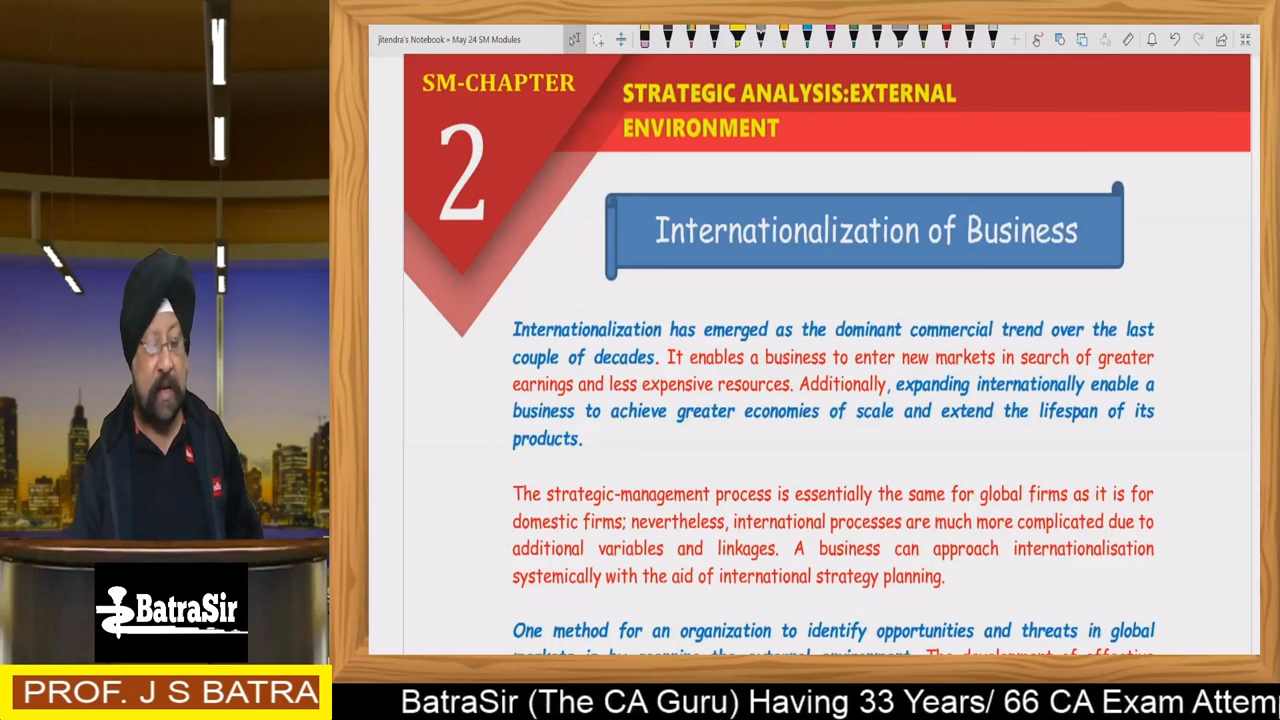 jitendra's Notebook » May 24 SM Modules
SM-CHAPTER
2
STRATEGIC ANALYSIS:EXTERNAL
ENVIRONMENT
Internationalization of Business
Internationalization has emerged as the dominant commercial trend over the last
couple of decades. It enables a business to enter new markets in search of greater
earnings and less expensive resources. Additionally, expanding internationally enable a
business to achieve greater economies of scale and extend the lifespan of its
products.
The strategic-management process is essentially the same for global firms as it is for
domestic firms; nevertheless, international processes are much more complicated due to
additional variables and linkages. A business can approach internationalisation
systemically with the aid of international strategy planning.
One method for an organization to identify opportunities and threats in global
BatraSir
PROF. J S BATRA
BatraSir (The CA Guru) Having 33 Years/ 66 CA Exam Attem